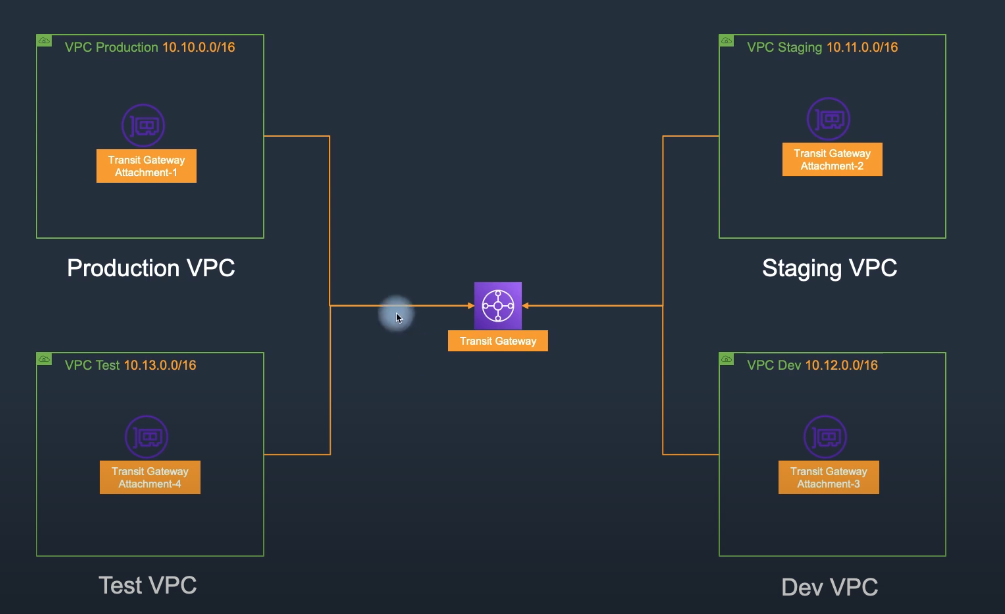 VPC Production 10.10.0.0/16
Transit Gateway
Attachment-1
Production VPC
VPC Staging 10.11.0.0/16
Transit Gateway
Attachment-2
Staging VPC
Transit Gateway
VPC Test 10.13.0.0/16
Transit Gateway
Attachment-4
Test VPC
VPC Dev 10.12.0.0/16
Transit Gateway
Attachment-3
Dev VPC